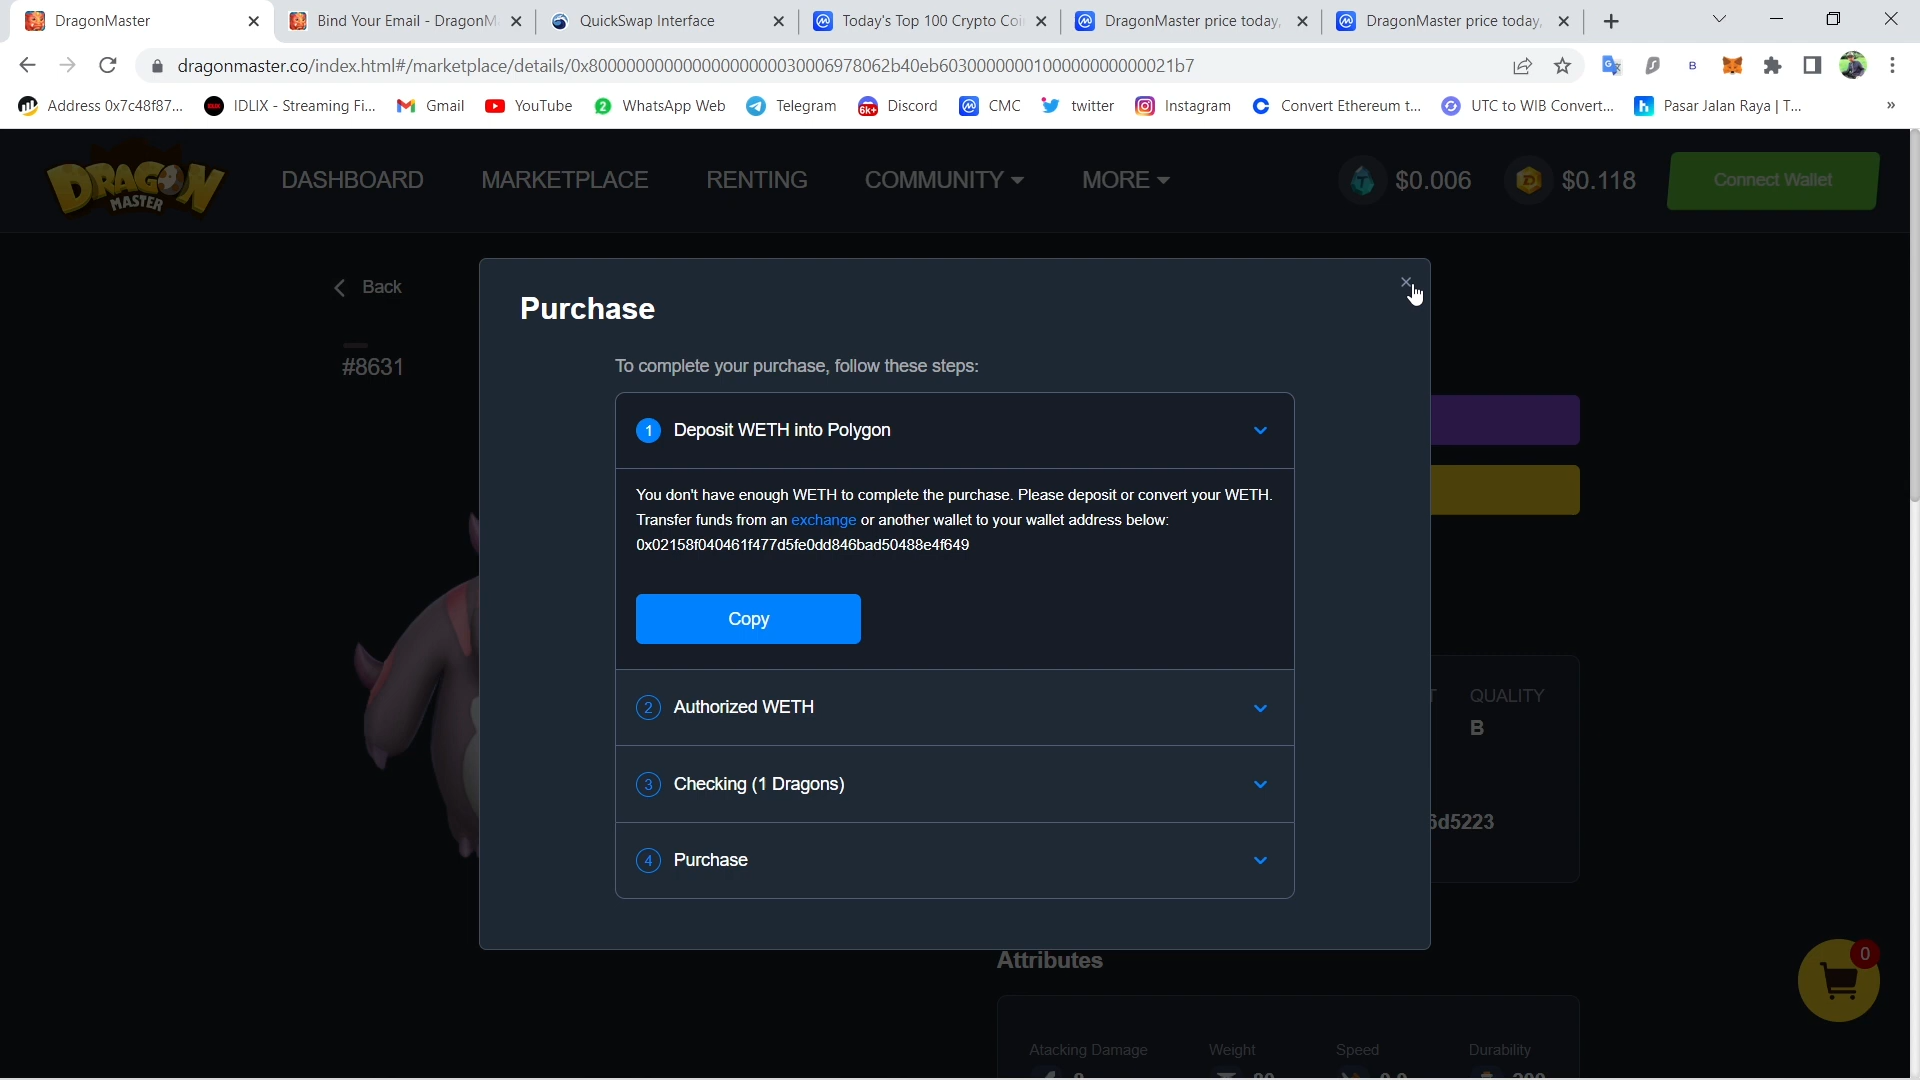 DragonMaster
Bind Your Email - DragonM
QuickSwap Interface
Today's Top 100 Crypto Coi
DragonMaster price today,
DragonMaster price today,
dragonmaster.co/index.html#/marketplace/details/0x8000000000000000000030006978062b40eb60300000001000000000000021b7
Address 0x7c48f87...
IDLIX - Streaming Fi...
Gmail
YouTube
WhatsApp Web
6k+
Discord
Telegram
CMC
twitter
Instagram
Convert Ethereum t...
UTC to WIB Convert...
Pasar Jalan Raya | T...
DRAGON
MASTER
DASHBOARD
MARKETPLACE
RENTING
COMMUNITY
MORE
$0.006
$0.118
Connect Wallet
Back
#8631
Purchase
To complete your purchase, follow these steps:
1 Deposit WETH into Polygon
You don't have enough WETH to complete the purchase. Please deposit or convert your WETH.
Transfer funds from an exchange or another wallet to your wallet address below:
0x02158f040461f477d5fe0dd846bad50488e4f649
Copy
2 Authorized WETH
3 Checking (1 Dragons)
4 Purchase
QUALITY
B
6d5223
0
Attributes
Atacking Damage
Weight
Speed
Durability